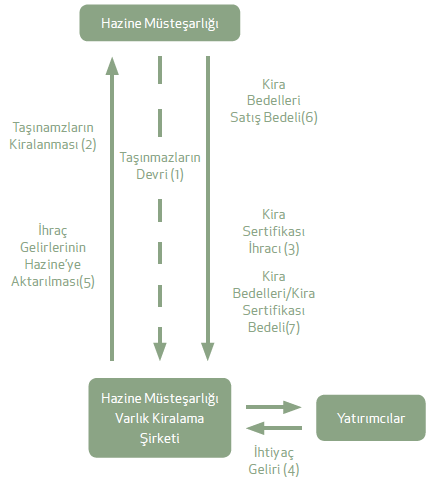 Hazine Müsteşarlığı
Taşınamzların
Kiralanması (2)
Taşınmazların
Devri (1)
Kira
Bedelleri
Satış Bedeli(6)
İhraç
Gelirlerinin
Hazine'ye
Aktarılması(5)
Kira
Sertifikası
İhracı (3)
Kira
Bedelleri/Kira
Sertifikası
Bedeli(7)
Hazine Müsteşarlığı
Varlık Kiralama
Şirketi
Yatırımcılar
İhtiyaç
Geliri (4)